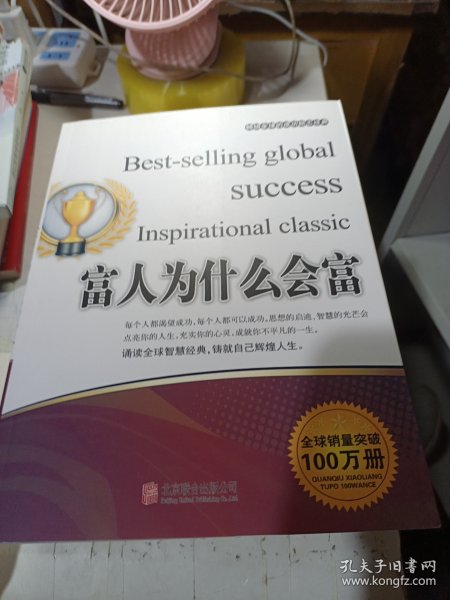 Best-selling global
success
Inspirational classic
富人为什么会富
每个人都渴望成功，每个人都可以成功。思想的启迪，智慧的光芒会
点亮你的人生，充实你的心灵，成就你不平凡的一生。
诵读全球智慧经典，铸就自己辉煌人生。
全球销量突破
100万册
QUANQIU XIAOLIANG
TUPO 100WANCE
北京联合出版公司
Beijing United Publishing Co.,Ltd.
孔夫子旧书网
www.kongfz.com